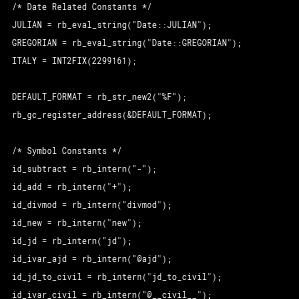 /* Date Related Constants */
JULIAN = rb_eval_string("Date::JULIAN");
GREGORIAN = rb_eval_string("Date::GREGORIAN");
ITALY = INT2FIX(2299161);
DEFAULT_FORMAT = rb_str_new2("%F");
rb_gc_register_address(&DEFAULT_FORMAT);
/* Symbol Constants */
id_subtract = rb_intern("-");
id_add = rb_intern("+");
id_divmod = rb_intern("divmod");
id_new = rb_intern("new");
id_jd = rb_intern("jd");
id_ivar_ajd = rb_intern("@ajd");
id_jd_to_civil = rb_intern("jd_to_civil");
id_ivar_civil = rb_intern("@__civil__");